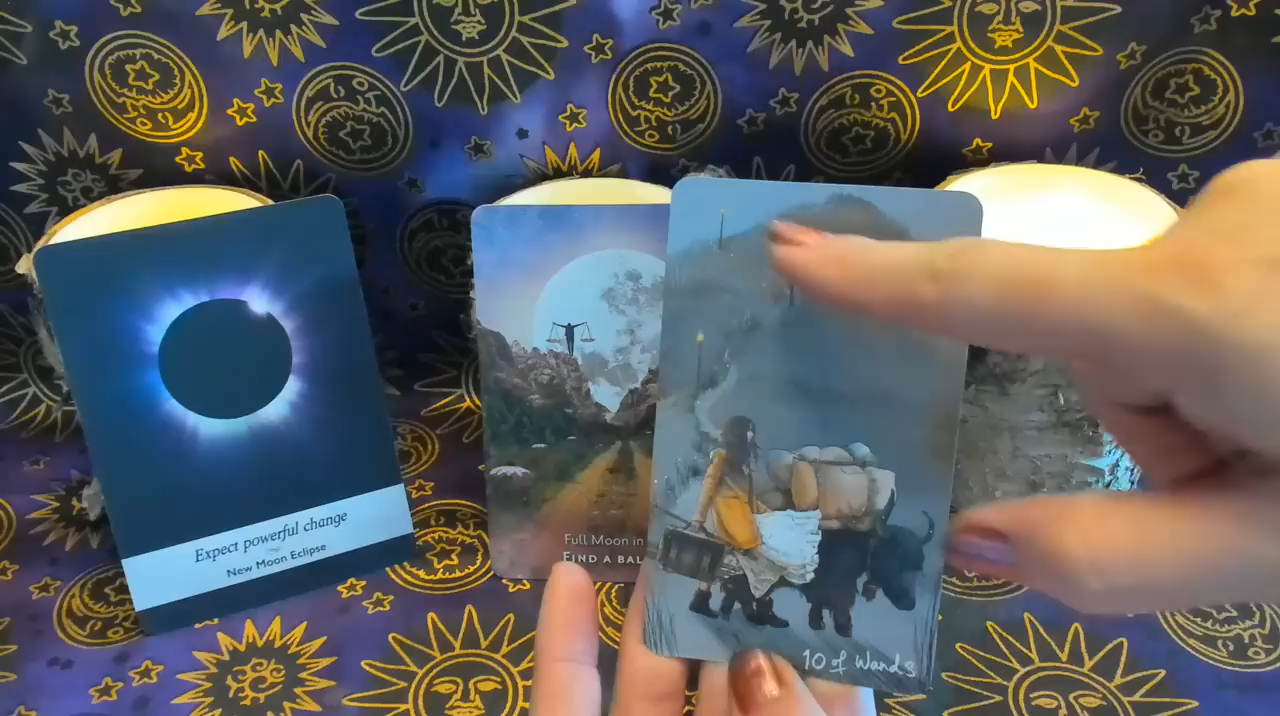 Expect powerful change
New Moon Eclipse
Full Moon in
FIND A BAL
10 of Wands